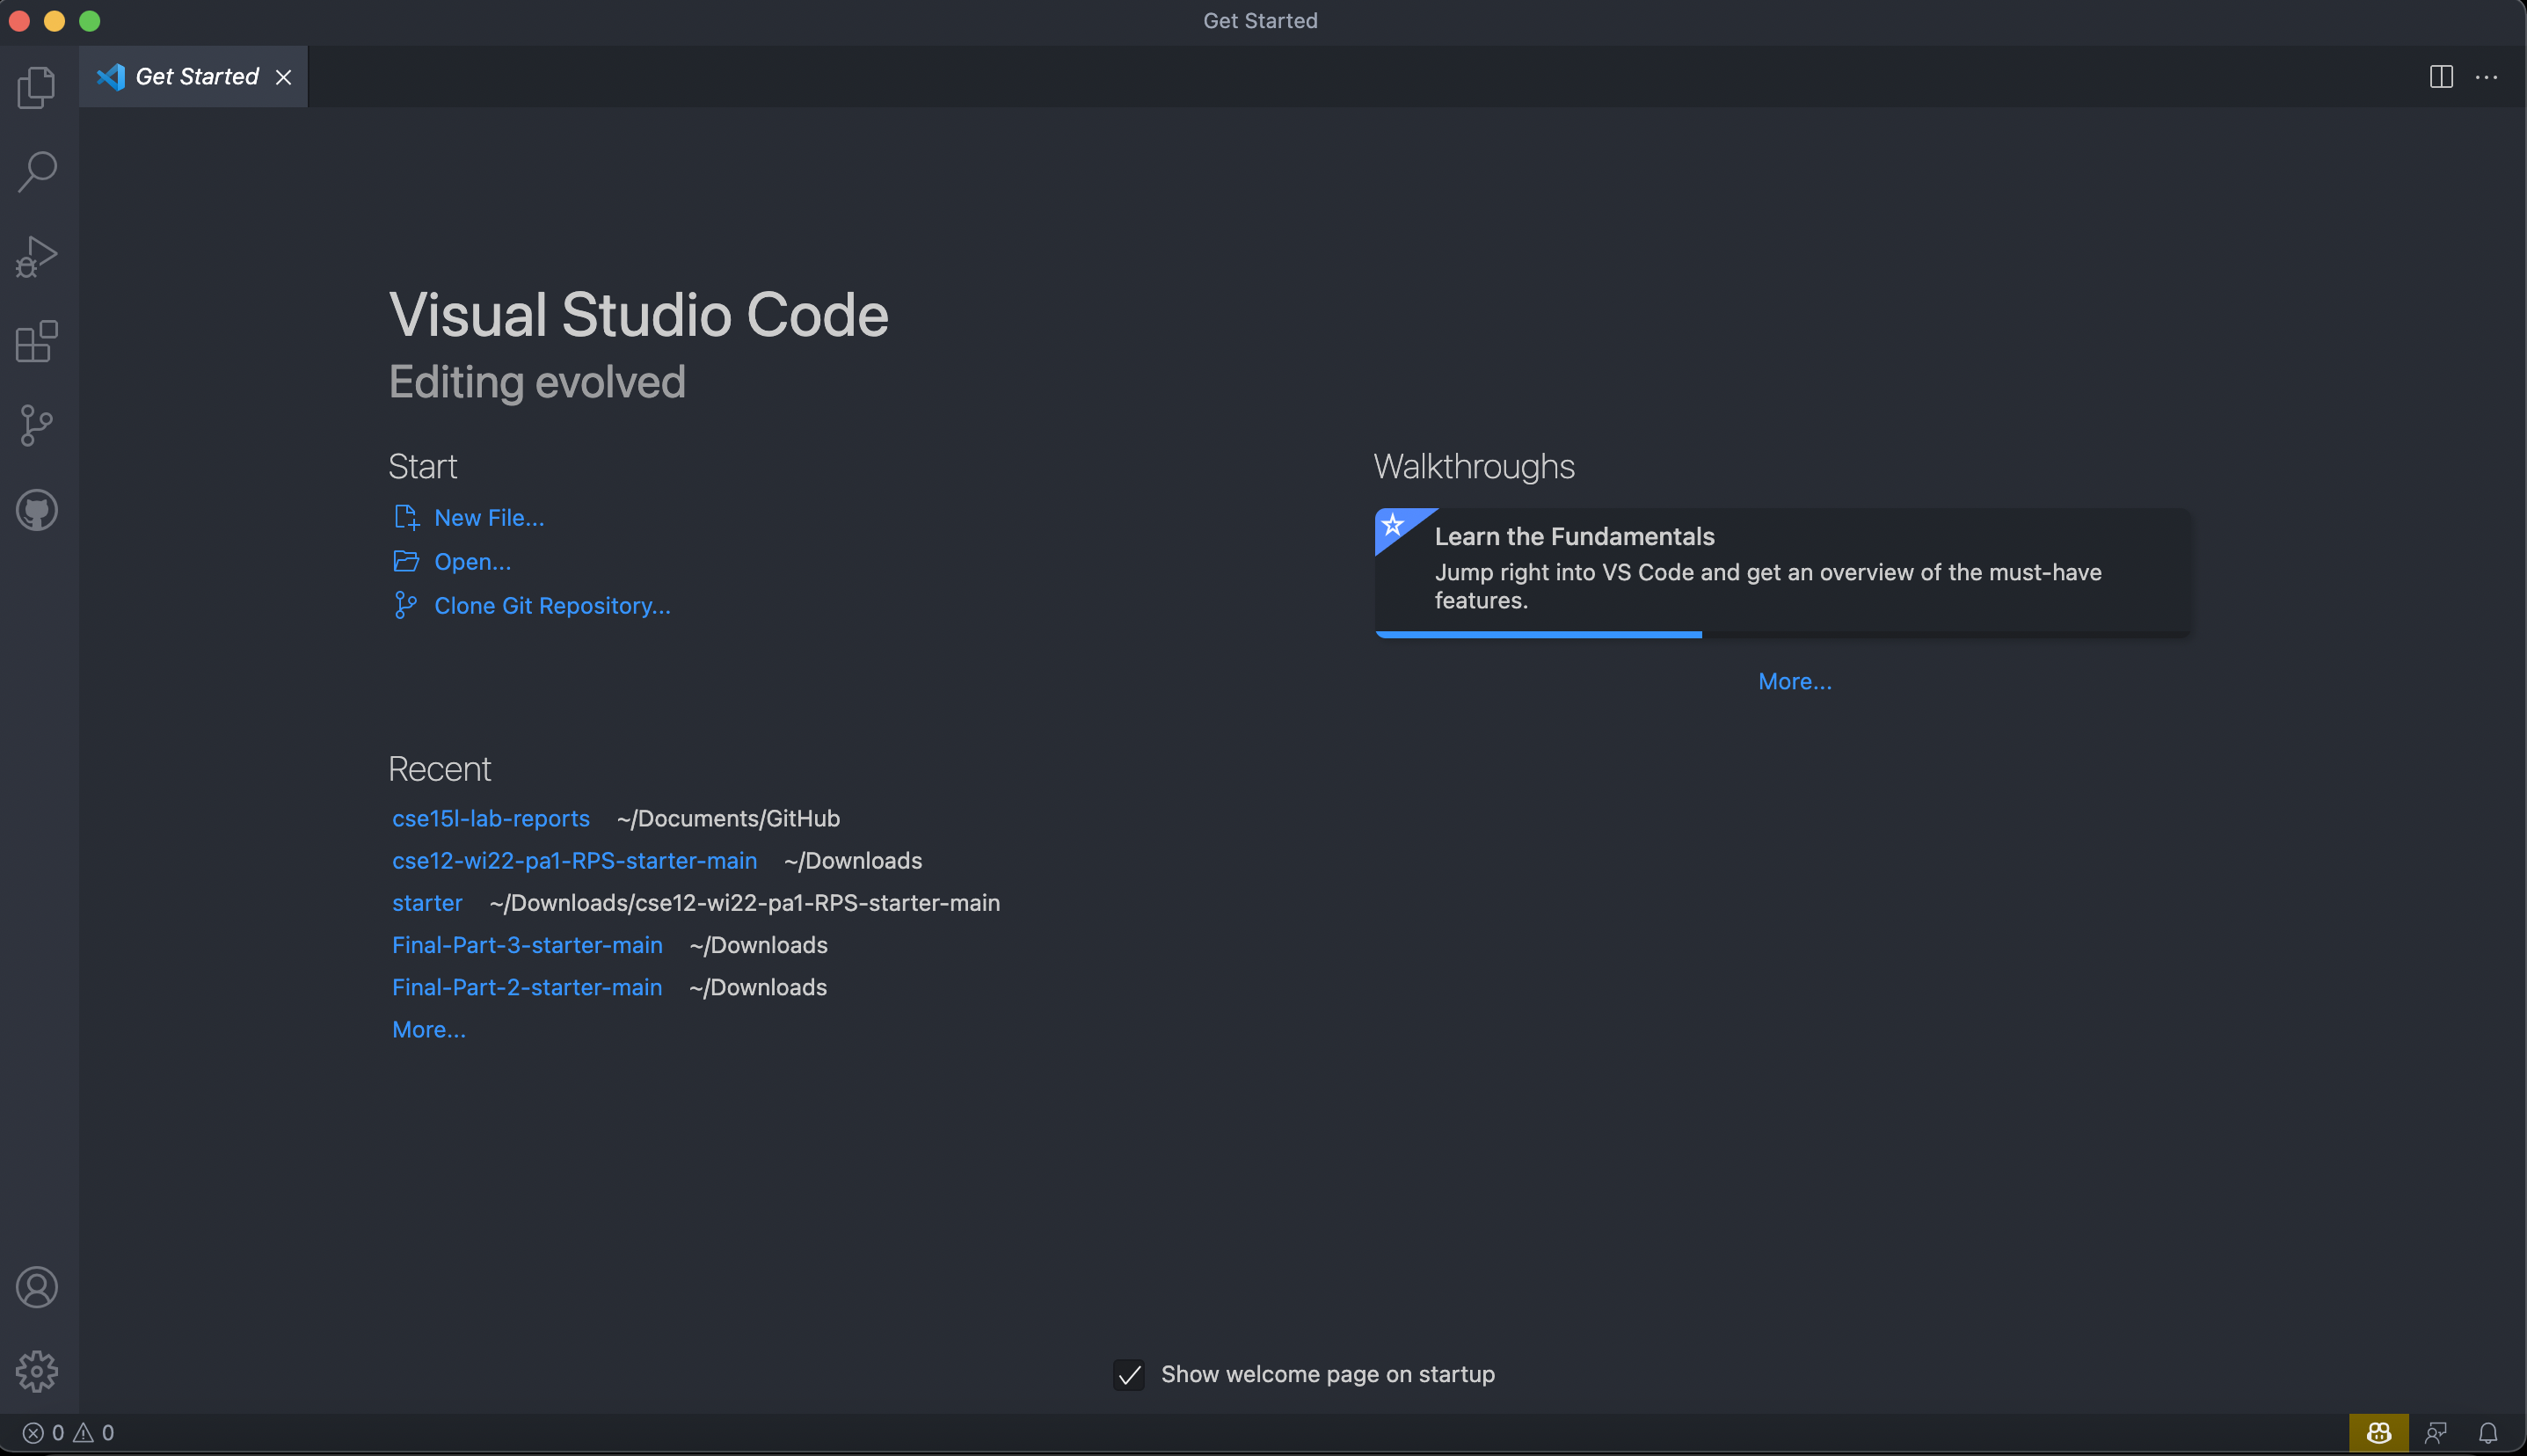 Get Started
Get Started
Visual Studio Code
Editing evolved
Start
New File...
Open...
Clone Git Repository...
Walkthroughs
Learn the Fundamentals
Jump right into VS Code and get an overview of the must-have
features.
More...
Recent
cse15l-lab-reports ~/Documents/GitHub
cse12-wi22-pa1-RPS-starter-main ~/Downloads
starter ~/Downloads/cse12-wi22-pa1-RPS-starter-main
Final-Part-3-starter-main ~/Downloads
Final-Part-2-starter-main ~/Downloads
More...
Show welcome page on startup
0 0